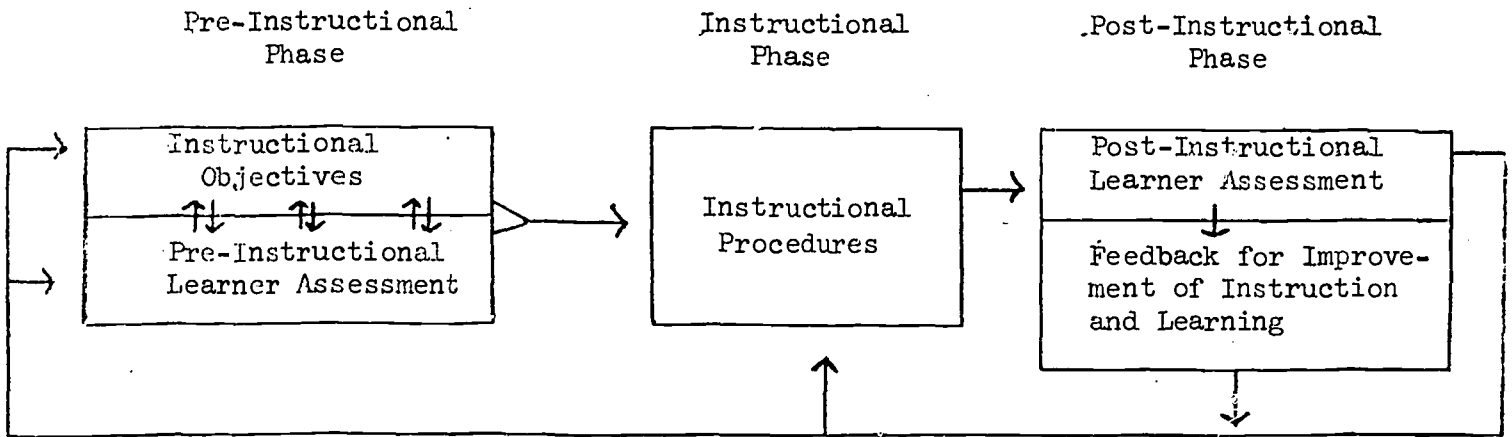 Pre-Instructional
Phase
Instructional
Phase
Post-Instructional
Phase
Instructional
Objectives
Pre-Instructional
Learner Assessment
Instructional
Procedures
Post-Instructional
Learner Assessment
Feedback for Improve-
ment of Instruction
and Learning